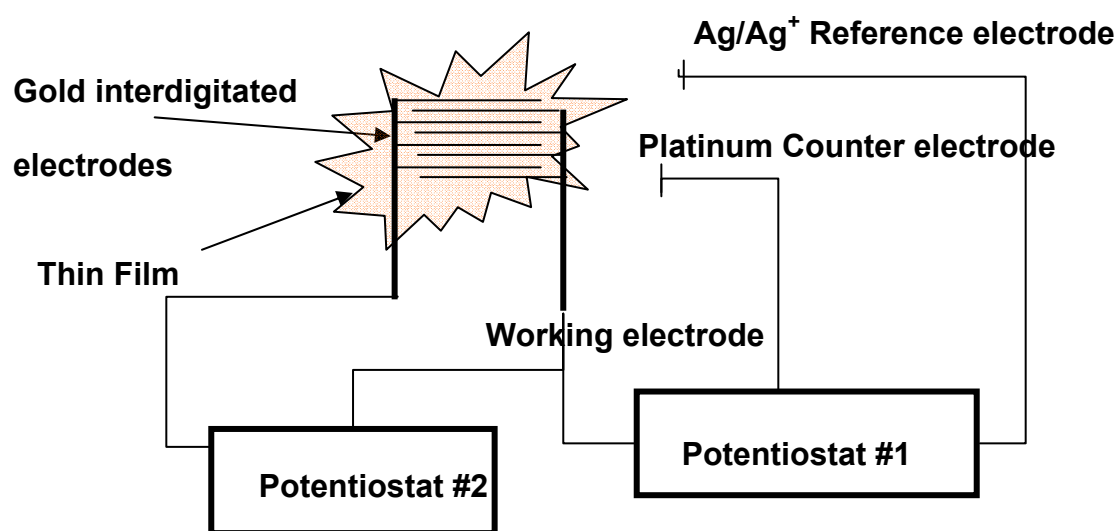 Ag/Ag⁺ Reference electrode
Gold interdigitated
electrodes
Platinum Counter electrode
Thin Film
Working electrode
Potentiostat #1
Potentiostat #2